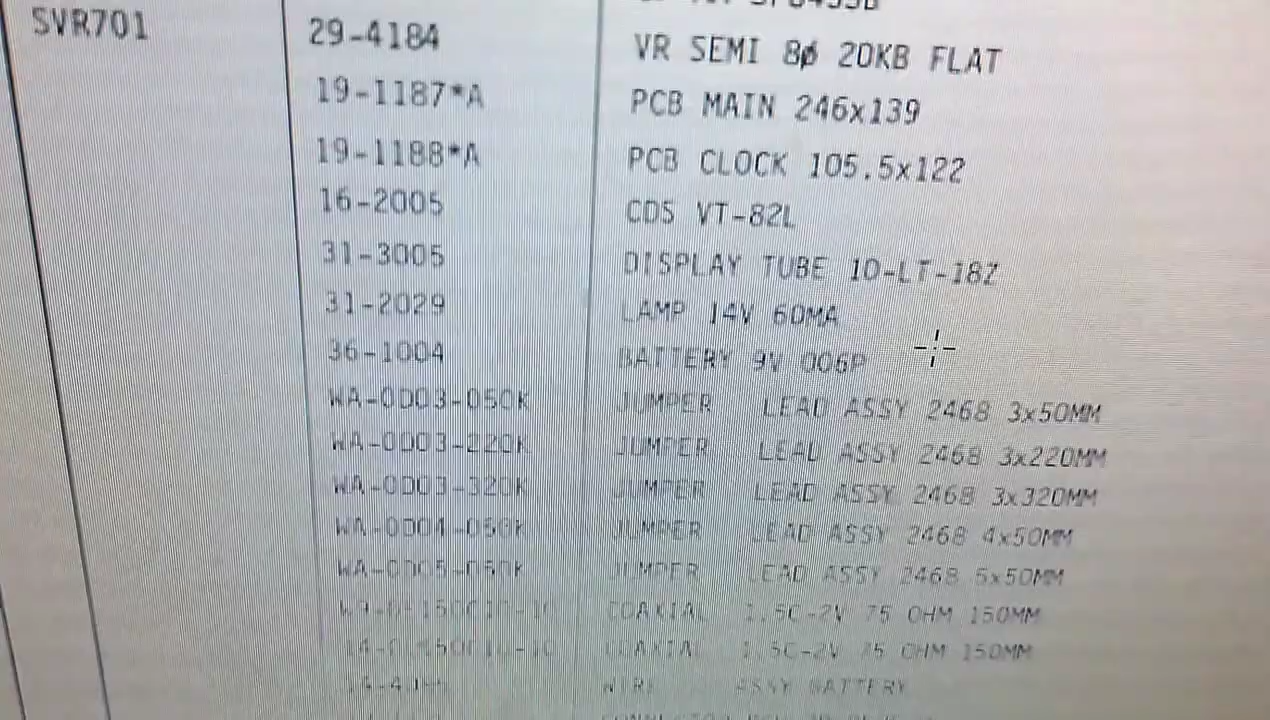 SVR701 29-4184 VR SEMI 8ø 20KB FLAT
19-1187*A PCB MAIN 246x139
19-1188*A PCB CLOCK 105.5x122
16-2005 CDS VT-82L
31-3005 DISPLAY TUBE 10-LT-18Z
31-2029 LAMP 14V 60MA
36-1004 BATTERY 9V 006P
WA-0D03-050K JUMPER LEAD ASSY 2468 3x50MM
WA-0D03-220K JUMPER LEAD ASSY 2468 3x220MM
WA-0D03-320K JUMPER LEAD ASSY 2468 3x320MM
WA-0D04-050K JUMPER LEAD ASSY 2468 4x50MM
WA-0D05-050K JUMPER LEAD ASSY 2468 5x50MM
COAXIAL 1.5C-2V 75 OHM 150MM
COAXIAL 1.5C-2V 75 OHM 150MM
WIRE ASSY BATTERY